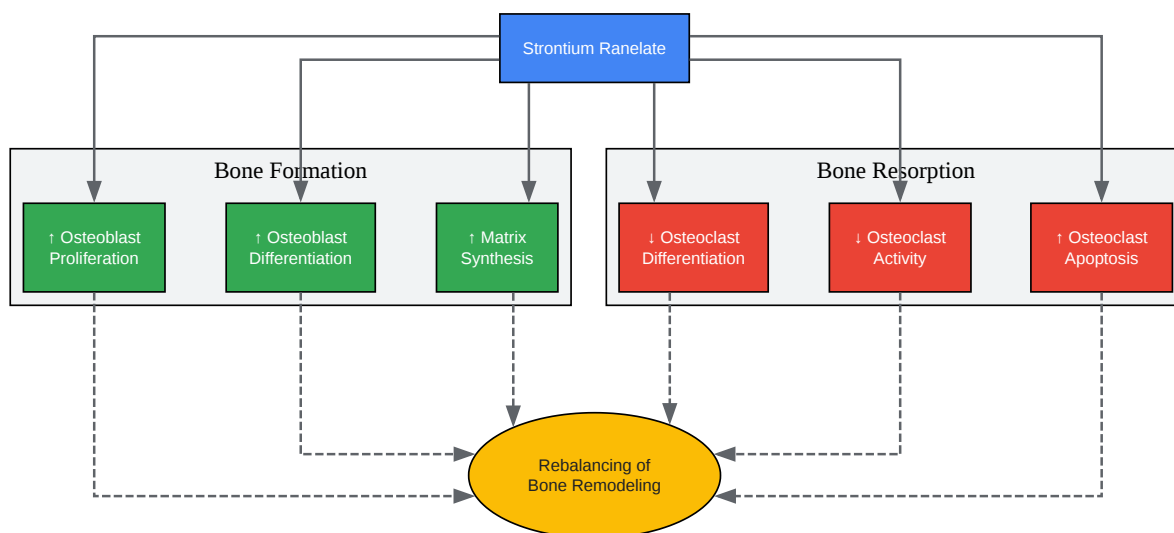 Strontium Ranelate
Bone Formation
Bone Resorption
↑ Osteoblast
Proliferation
↑ Osteoblast
Differentiation
↑ Matrix
Synthesis
↓ Osteoclast
Differentiation
↓ Osteoclast
Activity
↑ Osteoclast
Apoptosis
Rebalancing of
Bone Remodeling